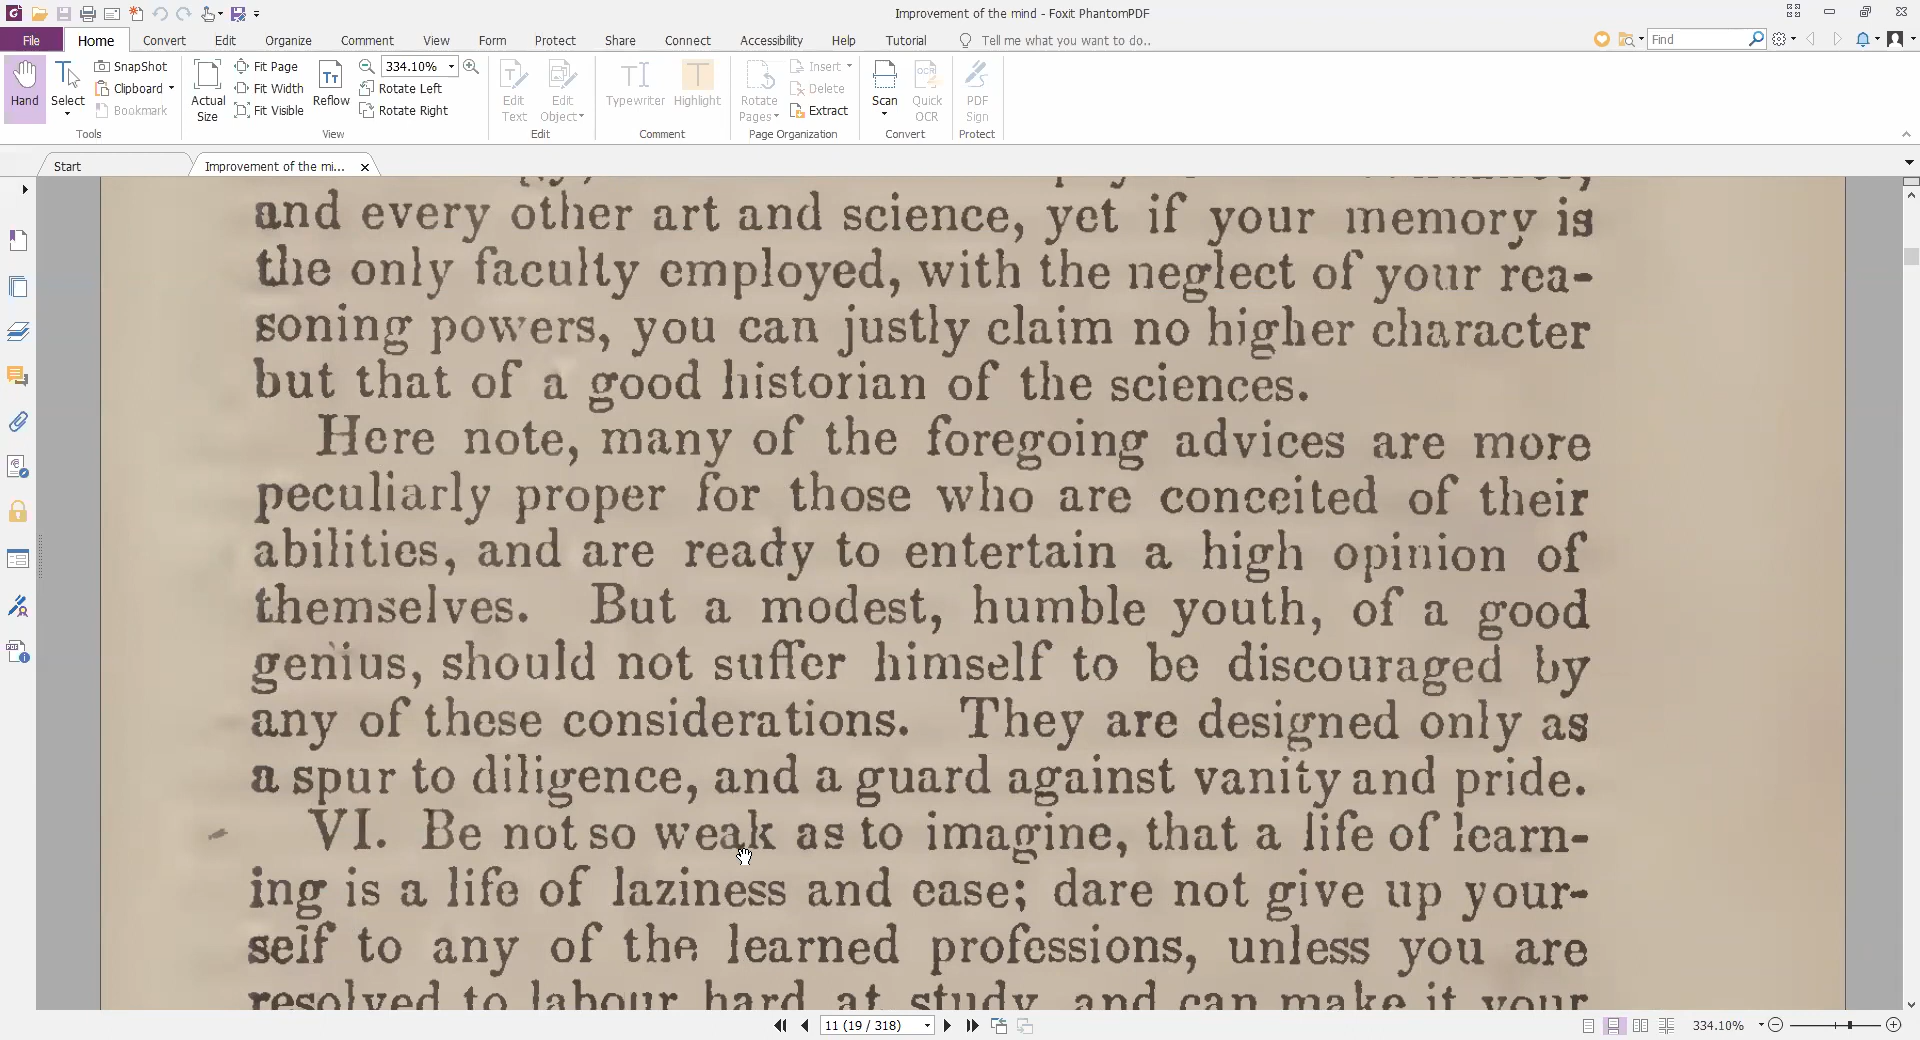 Improvement of the mind - Foxit PhantomPDF
File Home Convert Edit Organize Comment View Form Protect Share Connect Accessibility Help Tutorial Tell me what you want to do.. Find
Hand
Select
SnapShot
Clipboard
Bookmark
Tools
Actual Size
Fit Page
Fit Width
Fit Visible
Reflow
334.10%
Rotate Left
Rotate Right
View
Edit Text
Edit Object
Edit
Typewriter
Highlight
Comment
Rotate Pages
Insert
Delete
Extract
Page Organization
Scan
Quick OCR
Convert
PDF Sign
Protect
Start
Improvement of the mi...
and every other art and science, yet if your memory is
the only faculty employed, with the neglect of your rea-
soning powers, you can justly claim no higher character
but that of a good historian of the sciences.
Here note, many of the foregoing advices are more
peculiarly proper for those who are conceited of their
abilities, and are ready to entertain a high opinion of
themselves. But a modest, humble youth, of a good
genius, should not suffer himself to be discouraged by
any of these considerations. They are designed only as
a spur to diligence, and a guard against vanity and pride.
VI. Be not so weak as to imagine, that a life of learn-
ing is a life of laziness and ease; dare not give up your-
self to any of the learned professions, unless you are
resolved to labour hard at study, and can make it your
11 (19 / 318)
334.10%